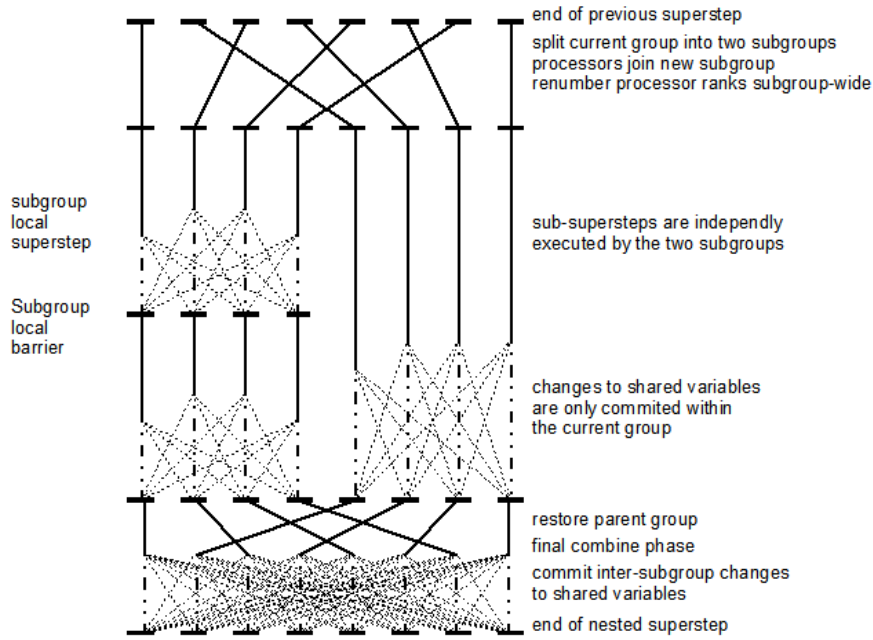 end of previous superstep
split current group into two subgroups
processors join new subgroup
renumber processor ranks subgroup-wide
subgroup
local
superstep
sub-supersteps are independly
executed by the two subgroups
Subgroup
local
barrier
changes to shared variables
are only commited within
the current group
restore parent group
final combine phase
commit inter-subgroup changes
to shared variables
end of nested superstep